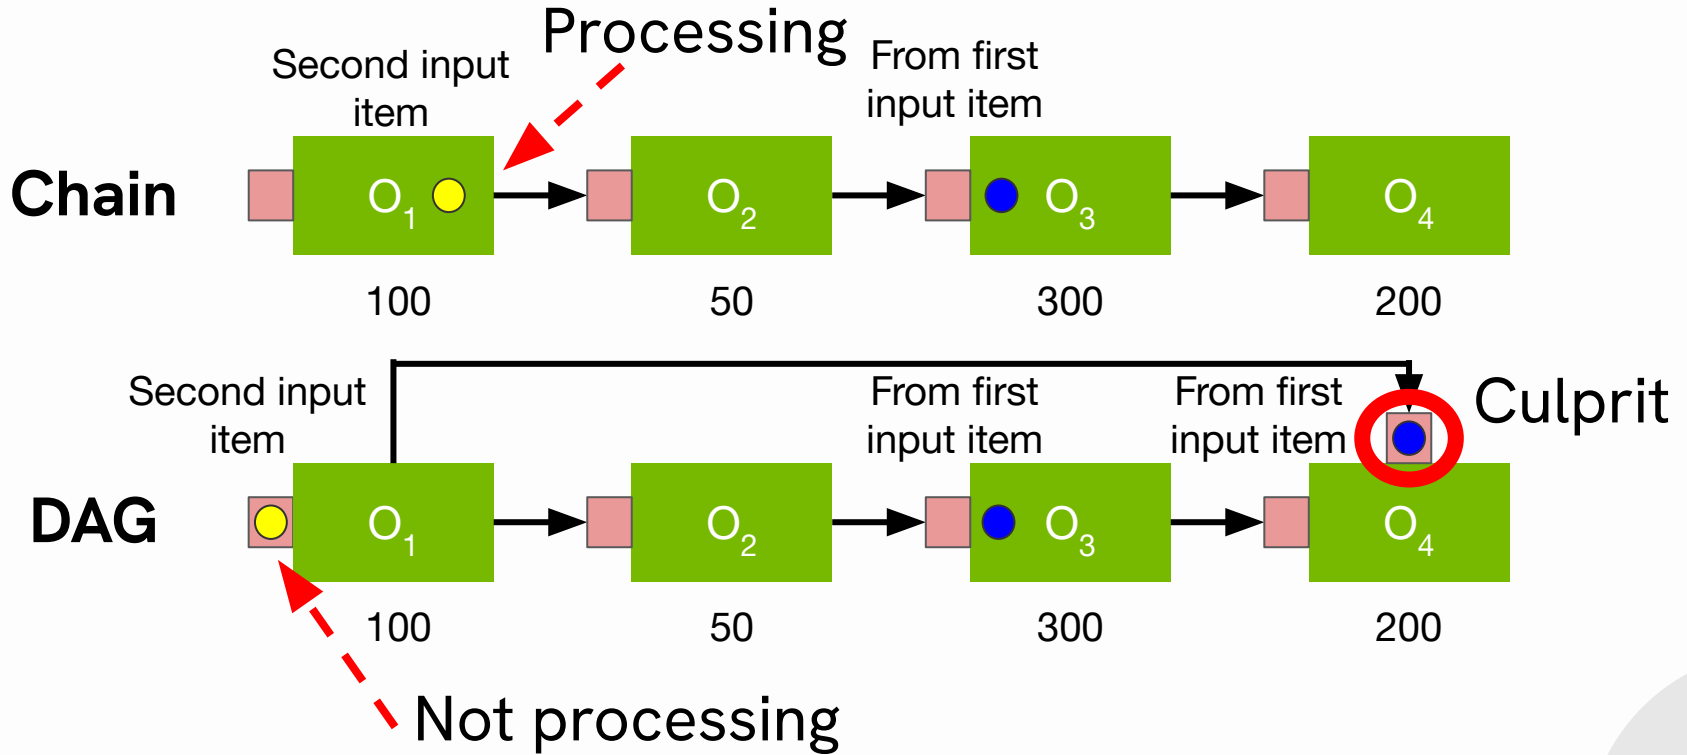 Processing
Second input
item
From first
input item
Chain
O1
O2
O3
O4
100
50
300
200
Second input
item
From first
input item
From first
input item
Culprit
DAG
O1
O2
O3
O4
100
50
300
200
Not processing